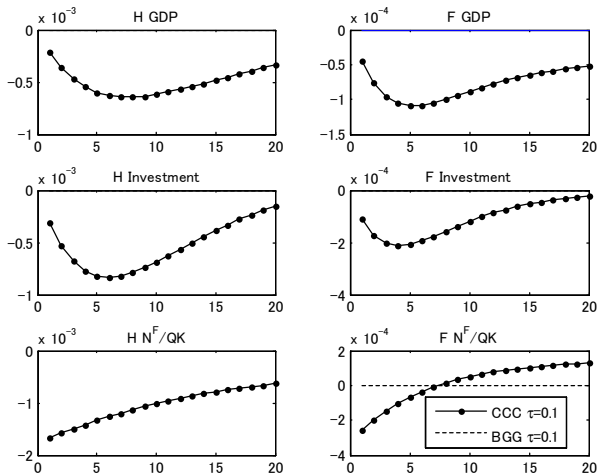 x 10^-3 H GDP
0
-0.5
-1
0 5 10 15 20
x 10^-4 F GDP
0
-0.5
-1
-1.5
0 5 10 15 20
x 10^-3 H Investment
0
-0.5
-1
0 5 10 15 20
x 10^-4 F Investment
0
-2
-4
0 5 10 15 20
x 10^-3 H N^F/QK
0
-1
-2
0 5 10 15 20
x 10^-4 F N^F/QK
2
0
-2
-4
0 5 10 15 20
CCC τ=0.1
BGG τ=0.1